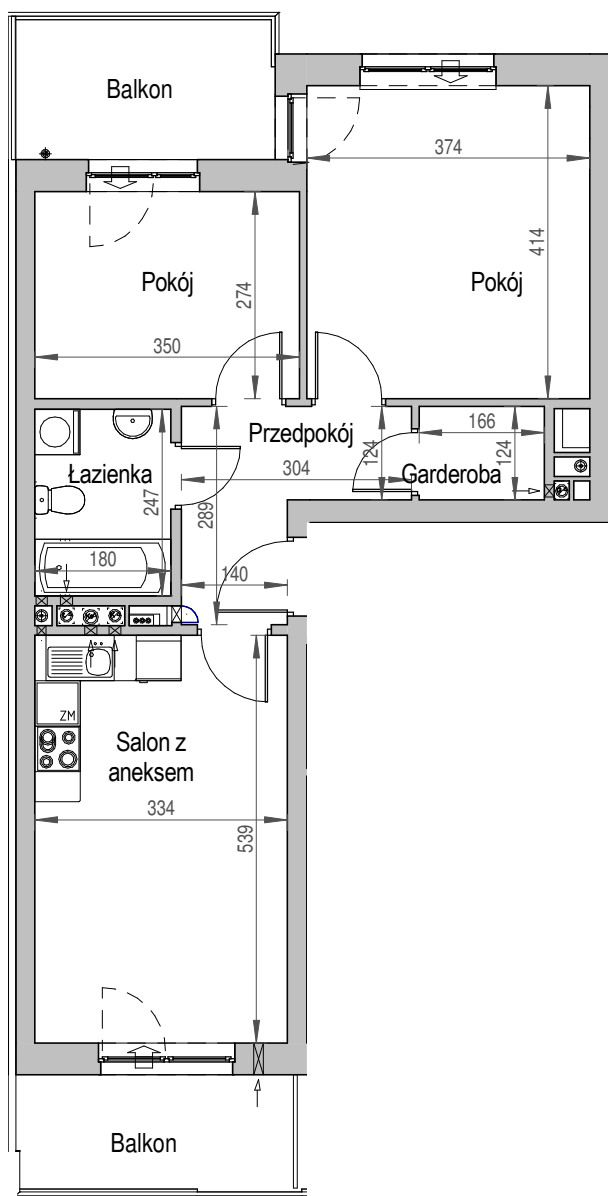 Balkon
374
414
Pokój
Pokój
274
350
Przedpokój
166
Łazienka
124
Garderoba
124
304
247
289
180
140
ZM
Salon z
aneksem
334
539
Balkon